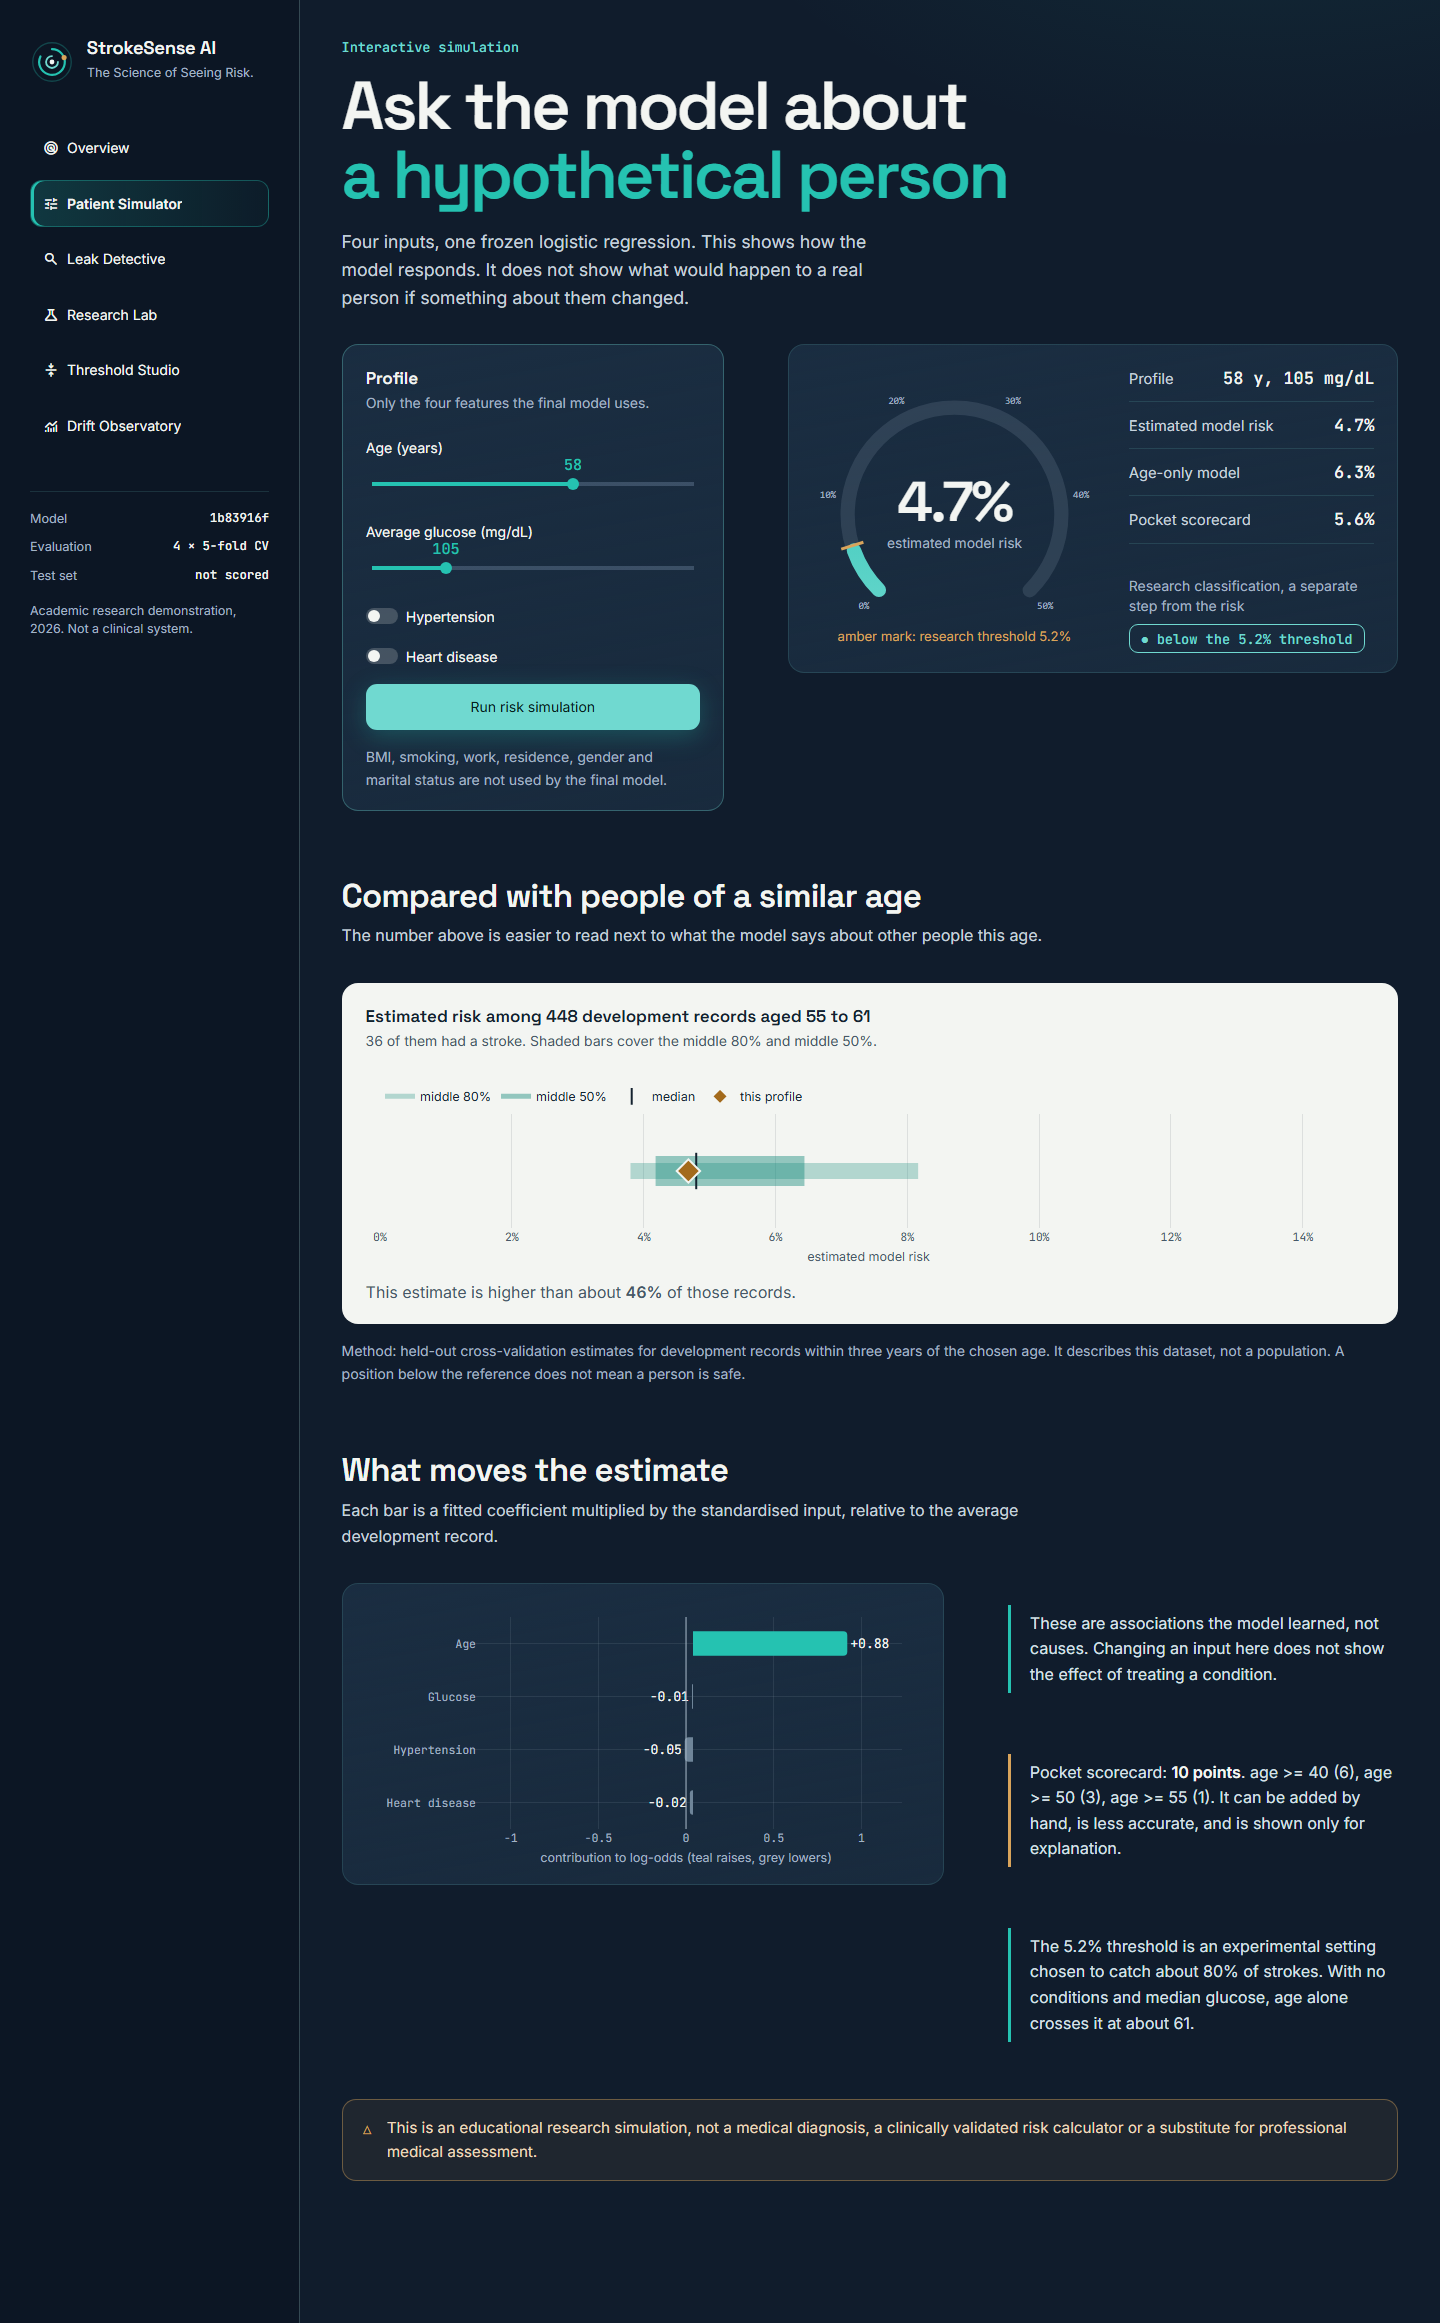 StrokeSense AI
The Science of Seeing Risk.
Overview
Patient Simulator
Leak Detective
Research Lab
Threshold Studio
Drift Observatory
Model 1b83916f
Evaluation 4 × 5-fold CV
Test set not scored
Academic research demonstration,
2026. Not a clinical system.
Interactive simulation
Ask the model about
a hypothetical person
Four inputs, one frozen logistic regression. This shows how the
model responds. It does not show what would happen to a real
person if something about them changed.
Profile
Only the four features the final model uses.
Age (years)
58
Average glucose (mg/dL)
105
Hypertension
Heart disease
Run risk simulation
BMI, smoking, work, residence, gender and
marital status are not used by the final model.
20% 30%
10% 40%
4.7%
estimated model risk
0% 50%
amber mark: research threshold 5.2%
Profile 58 y, 105 mg/dL
Estimated model risk 4.7%
Age-only model 6.3%
Pocket scorecard 5.6%
Research classification, a separate
step from the risk
● below the 5.2% threshold
Compared with people of a similar age
The number above is easier to read next to what the model says about other people this age.
Estimated risk among 448 development records aged 55 to 61
36 of them had a stroke. Shaded bars cover the middle 80% and middle 50%.
middle 80% middle 50% median this profile
0% 2% 4% 6% 8% 10% 12% 14%
estimated model risk
This estimate is higher than about 46% of those records.
Method: held-out cross-validation estimates for development records within three years of the chosen age. It describes this dataset, not a population. A
position below the reference does not mean a person is safe.
What moves the estimate
Each bar is a fitted coefficient multiplied by the standardised input, relative to the average
development record.
Age +0.88
Glucose -0.01
Hypertension -0.05
Heart disease -0.02
-1 -0.5 0 0.5 1
contribution to log-odds (teal raises, grey lowers)
These are associations the model learned, not
causes. Changing an input here does not show
the effect of treating a condition.
Pocket scorecard: 10 points. age >= 40 (6), age
>= 50 (3), age >= 55 (1). It can be added by
hand, is less accurate, and is shown only for
explanation.
The 5.2% threshold is an experimental setting
chosen to catch about 80% of strokes. With no
conditions and median glucose, age alone
crosses it at about 61.
△ This is an educational research simulation, not a medical diagnosis, a clinically validated risk calculator or a substitute for professional
medical assessment.